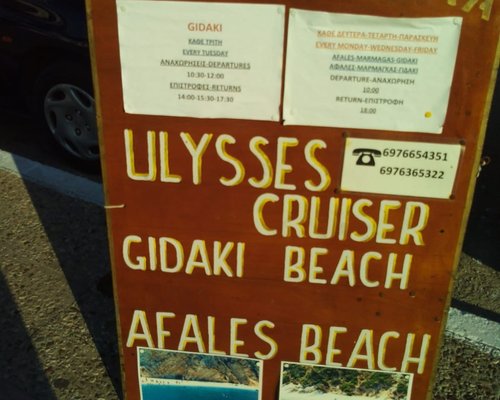 GIDAKI
ΚΑΘΕ ΤΡΙΤΗ
EVERY TUESDAY
ΑΝΑΧΩΡΗΣΕΙΣ-DEPARTURES
10:30-12:00
ΕΠΙΣΤΡΟΦΕΣ-RETURNS
14:00-15:30-17:30
ΚΑΘΕ ΔΕΥΤΕΡΑ-ΤΕΤΑΡΤΗ-ΠΑΡΑΣΚΕΥΗ
EVERY MONDAY-WEDNESDAY-FRIDAY
AFALES-MARMAGAS-GIDAKI
ΑΦΑΛΕΣ-ΜΑΡΜΑΓΚΑΣ-ΓΙΔΑΚΙ
DEPARTURE-ΑΝΑΧΩΡΗΣΗ
10:00
RETURN-ΕΠΙΣΤΡΟΦΗ
18:00
ULYSSES
6976654351
6976365322
CRUISER
GIDAKI BEACH
AFALES BEACH